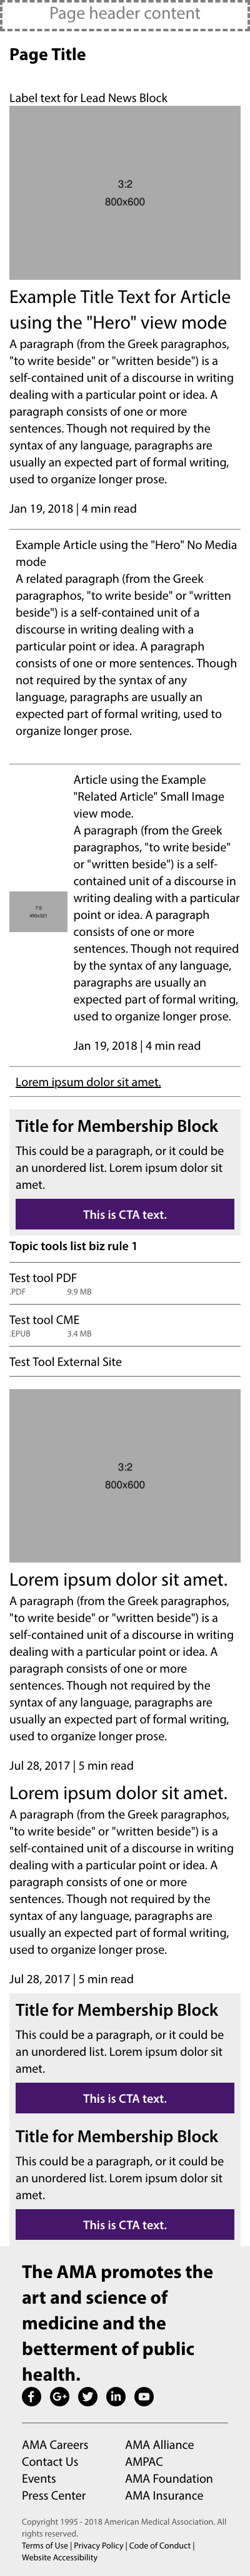 Page header content
Page Title
Label text for Lead News Block
3:2
800x600
Example Title Text for Article
using the "Hero" view mode
A paragraph (from the Greek paragraphos,
"to write beside" or "written beside") is a
self-contained unit of a discourse in writing
dealing with a particular point or idea. A
paragraph consists of one or more
sentences. Though not required by the
syntax of any language, paragraphs are
usually an expected part of formal writing,
used to organize longer prose.
Jan 19, 2018 | 4 min read
Example Article using the "Hero" No Media
mode
A related paragraph (from the Greek
paragraphos, "to write beside" or "written
beside") is a self-contained unit of a
discourse in writing dealing with a
particular point or idea. A paragraph
consists of one or more sentences. Though
not required by the syntax of any
language, paragraphs are usually an
expected part of formal writing, used to
organize longer prose.
Article using the Example
"Related Article" Small Image
view mode.
A paragraph (from the Greek
paragraphos, "to write beside"
or "written beside") is a self-
contained unit of a discourse in
writing dealing with a particular
point or idea. A paragraph
consists of one or more
sentences. Though not required
by the syntax of any language,
paragraphs are usually an
expected part of formal writing,
used to organize longer prose.
Jan 19, 2018 | 4 min read
Lorem ipsum dolor sit amet.
Title for Membership Block
This could be a paragraph, or it could be
an unordered list. Lorem ipsum dolor sit
amet.
This is CTA text.
Topic tools list biz rule 1
Test tool PDF
.PDF 9.9 MB
Test tool CME
.EPUB 3.4 MB
Test Tool External Site
3:2
800x600
Lorem ipsum dolor sit amet.
A paragraph (from the Greek paragraphos,
"to write beside" or "written beside") is a
self-contained unit of a discourse in writing
dealing with a particular point or idea. A
paragraph consists of one or more
sentences. Though not required by the
syntax of any language, paragraphs are
usually an expected part of formal writing,
used to organize longer prose.
Jul 28, 2017 | 5 min read
Lorem ipsum dolor sit amet.
A paragraph (from the Greek paragraphos,
"to write beside" or "written beside") is a
self-contained unit of a discourse in writing
dealing with a particular point or idea. A
paragraph consists of one or more
sentences. Though not required by the
syntax of any language, paragraphs are
usually an expected part of formal writing,
used to organize longer prose.
Jul 28, 2017 | 5 min read
Title for Membership Block
This could be a paragraph, or it could be
an unordered list. Lorem ipsum dolor sit
amet.
This is CTA text.
Title for Membership Block
This could be a paragraph, or it could be
an unordered list. Lorem ipsum dolor sit
amet.
This is CTA text.
The AMA promotes the
art and science of
medicine and the
betterment of public
health.
AMA Careers
Contact Us
Events
Press Center
AMA Alliance
AMPAC
AMA Foundation
AMA Insurance
Copyright 1995 - 2018 American Medical Association. All
rights reserved.
Terms of Use | Privacy Policy | Code of Conduct |
Website Accessibility